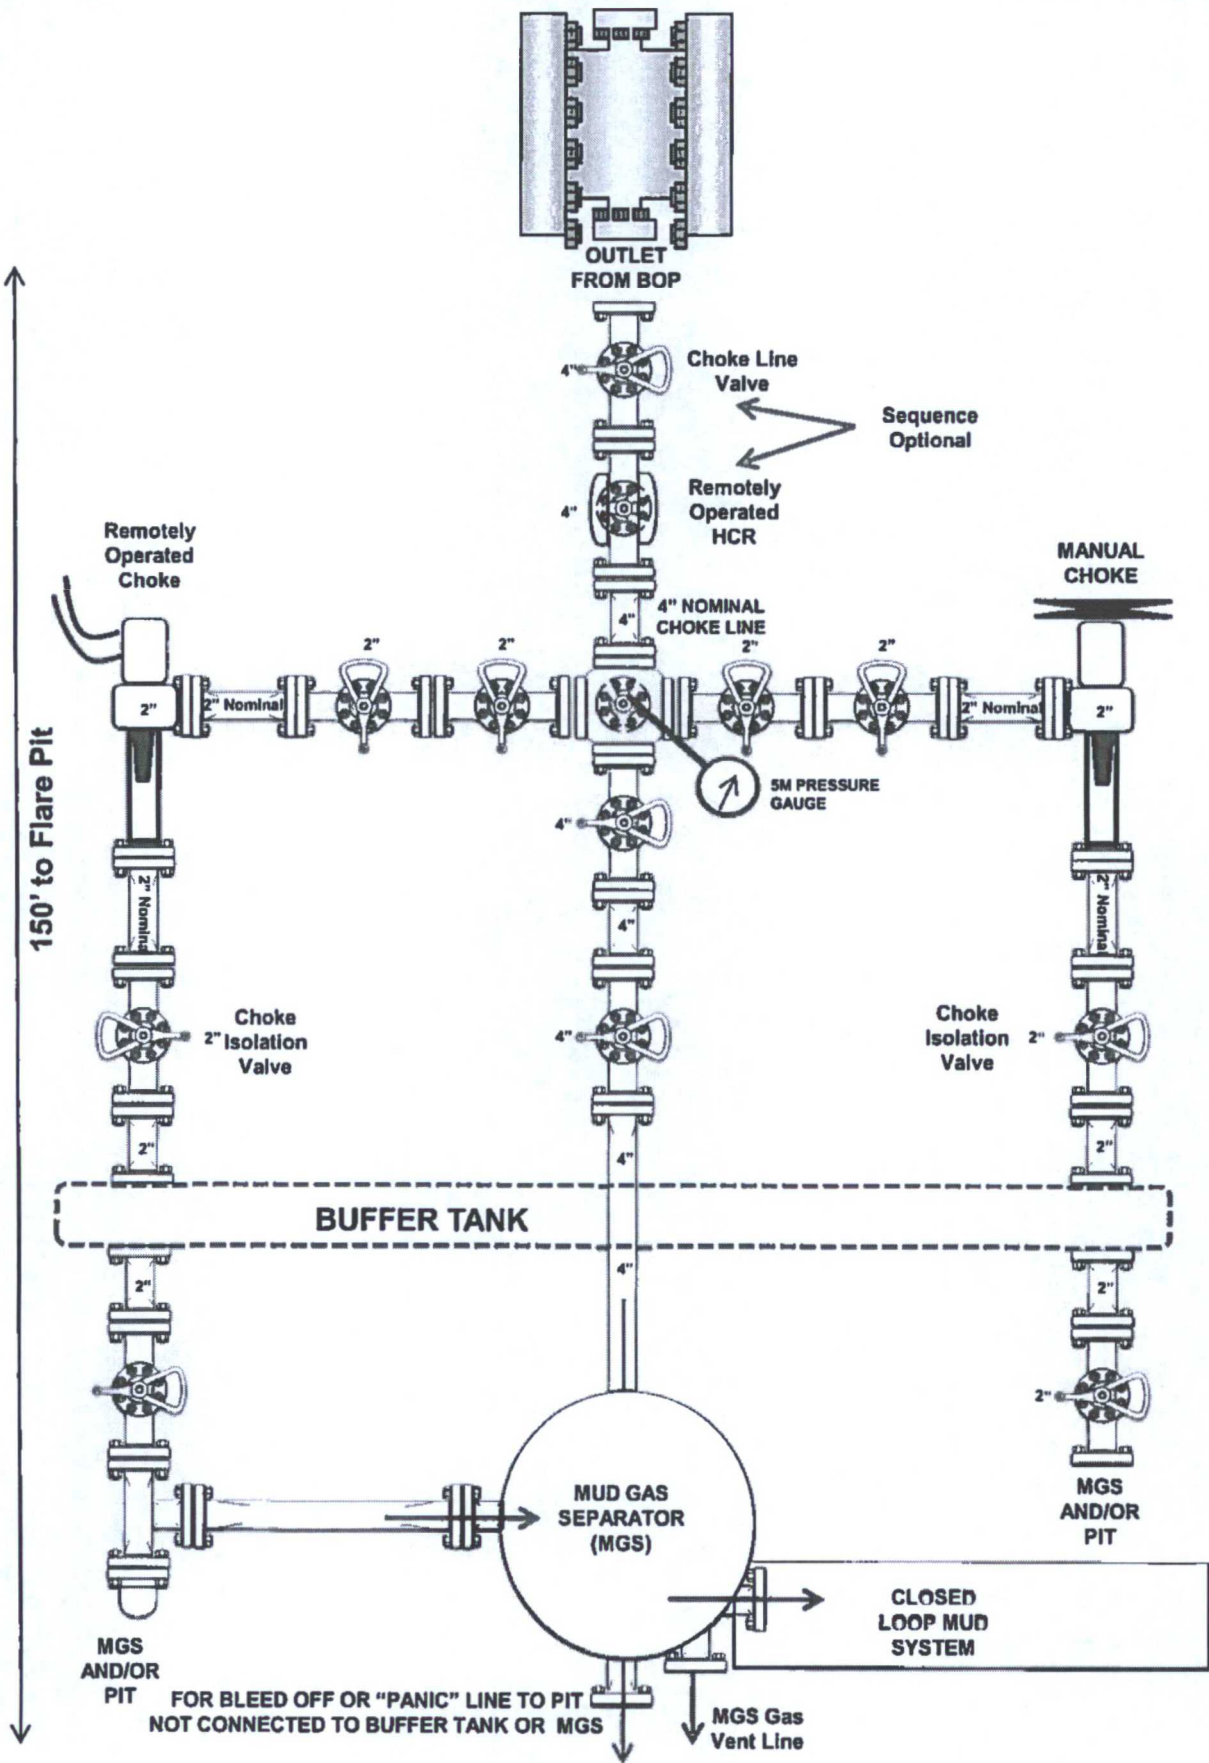 OUTLET
FROM BOP
4"
Choke Line
Valve
Sequence
Optional
4"
Remotely
Operated
HCR
Remotely
Operated
Choke
MANUAL
CHOKE
4"
4" NOMINAL
CHOKE LINE
2"
2"
2"
2"
2"
2" Nominal
2" Nominal
2"
5M PRESSURE
GAUGE
150' to Flare Pit
4"
2" Nominal
4"
2" Nominal
2"
Choke
Isolation
Valve
4"
Choke
Isolation
Valve
2"
2"
4"
2"
BUFFER TANK
2"
4"
2"
2"
MUD GAS
SEPARATOR
(MGS)
MGS
AND/OR
PIT
CLOSED
LOOP MUD
SYSTEM
MGS
AND/OR
PIT
FOR BLEED OFF OR "PANIC" LINE TO PIT
NOT CONNECTED TO BUFFER TANK OR MGS
MGS Gas
Vent Line